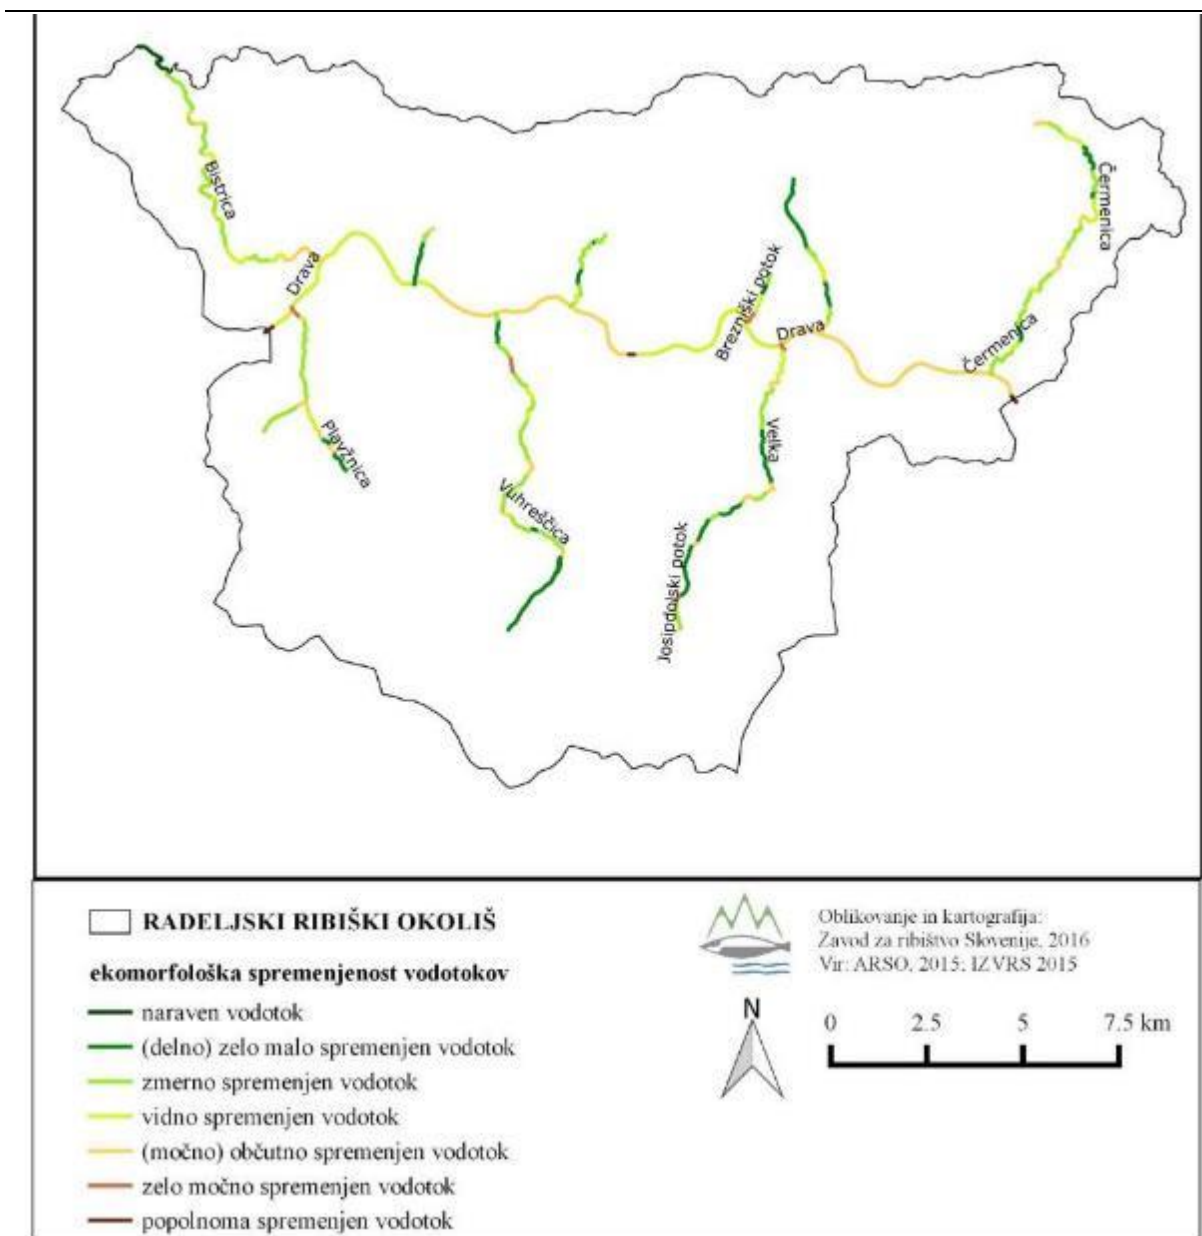 Bistrica
Drava
Plavžnica
Vuhreščica
Brezniški potok
Drava
Velka
Josipdolski potok
Čermenica
Čermenica
RADELJSKI RIBIŠKI OKOLIŠ
ekomorfološka spremenjenost vodotokov
naraven vodotok
(delno) zelo malo spremenjen vodotok
zmerno spremenjen vodotok
vidno spremenjen vodotok
(močno) občutno spremenjen vodotok
zelo močno spremenjen vodotok
popolnoma spremenjen vodotok
Oblikovanje in kartografija:
Zavod za ribištvo Slovenije, 2016
Vir: ARSO, 2015; IZVRS 2015
N
0 2.5 5 7.5 km